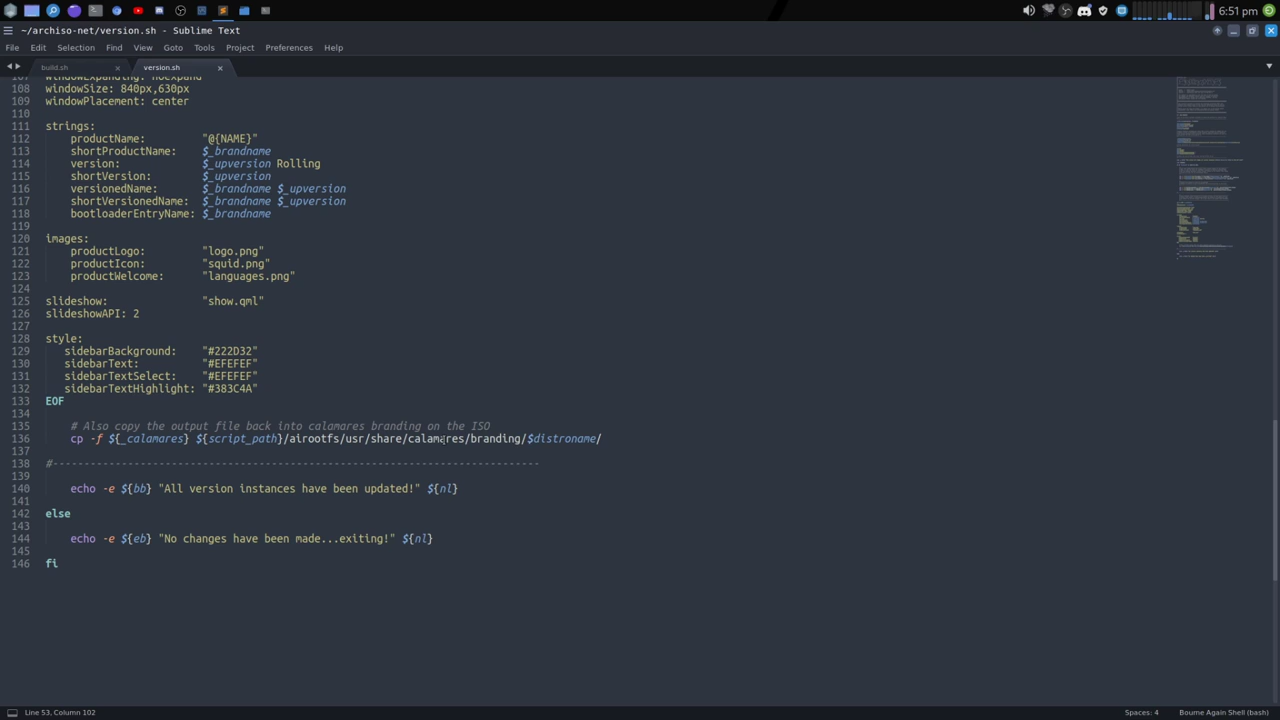 6:51 pm
~/archiso-net/version.sh - Sublime Text
File Edit Selection Find View Goto Tools Project Preferences Help
build.sh × version.sh ×
107 windowExpanding: noexpand
108 windowSize: 840px,630px
109 windowPlacement: center
110
111 strings:
112 productName: "@{NAME}"
113 shortProductName: $_brandname
114 version: $_upversion Rolling
115 shortVersion: $_upversion
116 versionedName: $_brandname $_upversion
117 shortVersionedName: $_brandname $_upversion
118 bootloaderEntryName: $_brandname
119
120 images:
121 productLogo: "logo.png"
122 productIcon: "squid.png"
123 productWelcome: "languages.png"
124
125 slideshow: "show.qml"
126 slideshowAPI: 2
127
128 style:
129 sidebarBackground: "#222D32"
130 sidebarText: "#EFEFEF"
131 sidebarTextSelect: "#EFEFEF"
132 sidebarTextHighlight: "#383C4A"
133 EOF
134
135 # Also copy the output file back into calamares branding on the ISO
136 cp -f ${_calamares} ${script_path}/airootfs/usr/share/calamares/branding/$distroname/
137
138 #------------------------------------------------------------------------------
139
140 echo -e ${bb} "All version instances have been updated!" ${nl}
141
142 else
143
144 echo -e ${eb} "No changes have been made...exiting!" ${nl}
145
146 fi
Line 53, Column 102 Spaces: 4 Bourne Again Shell (bash)